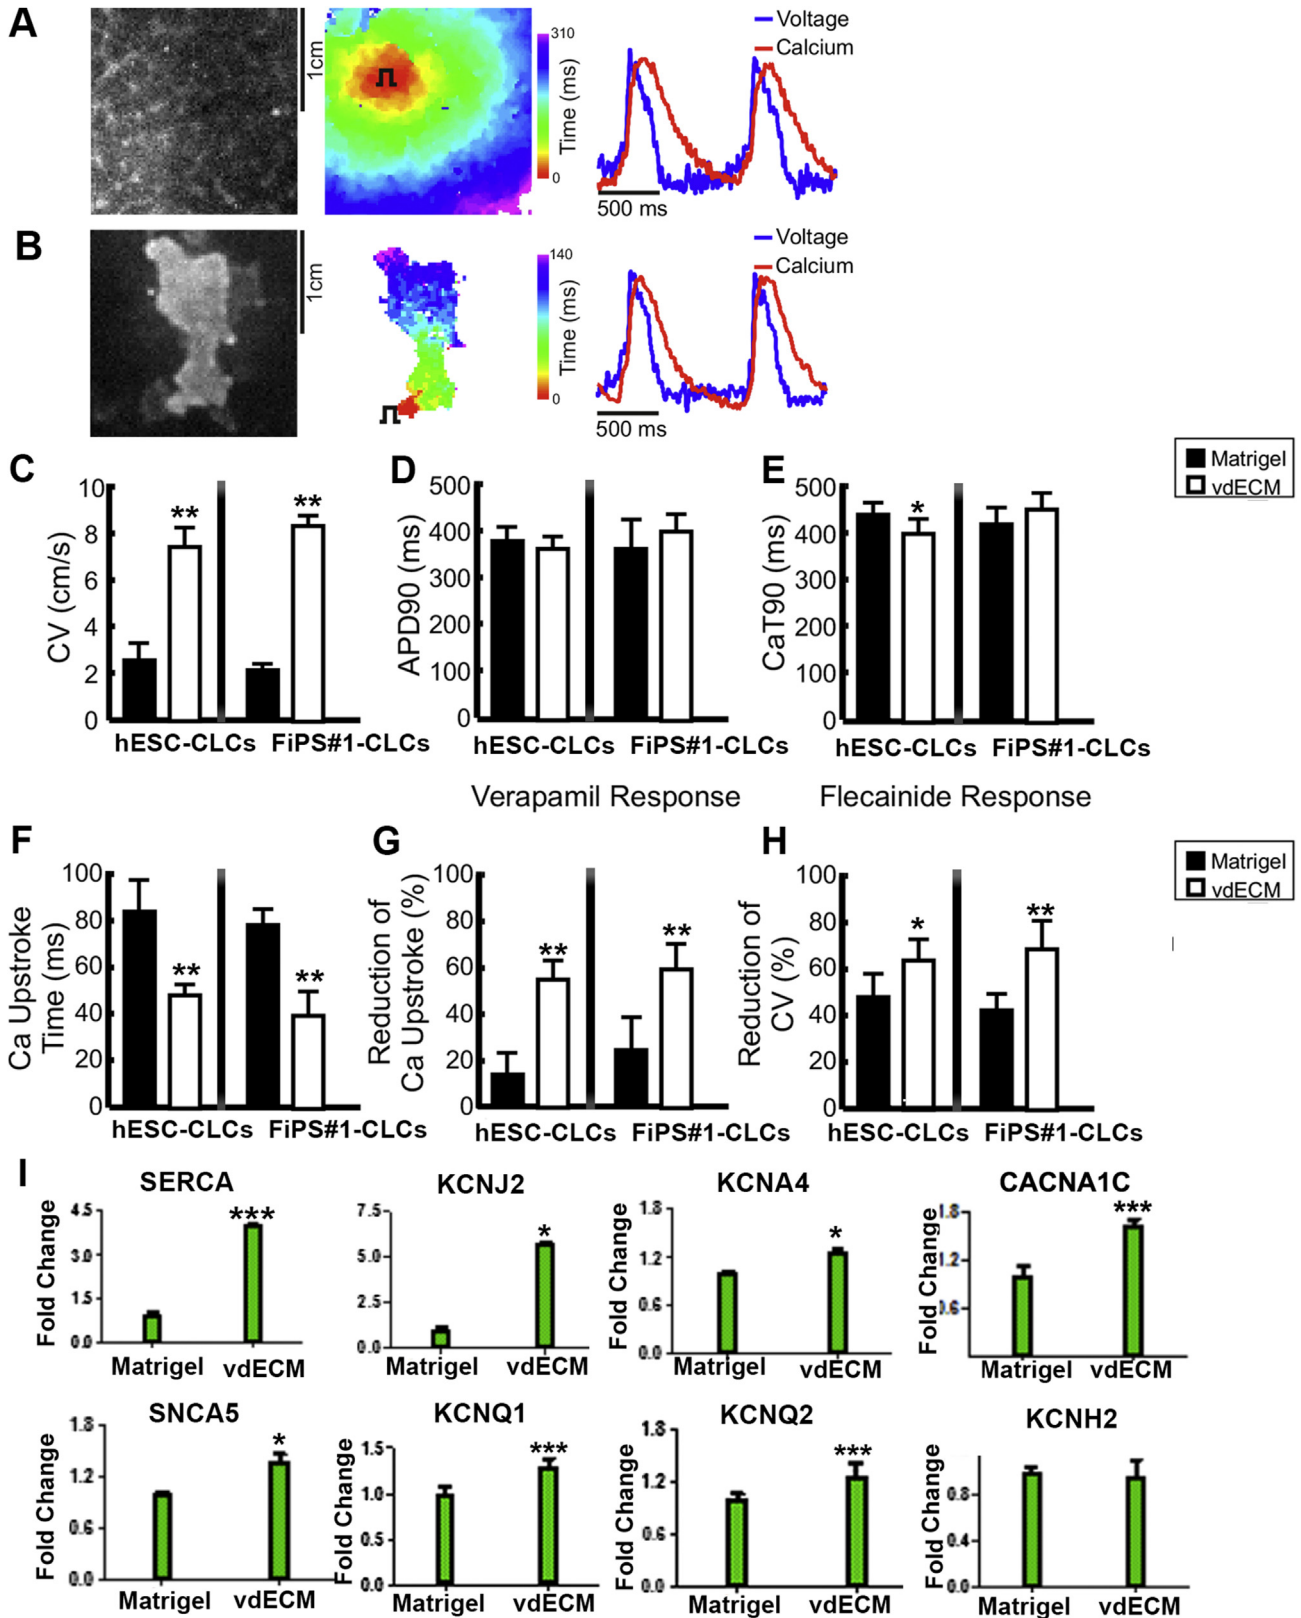 A
1cm
310
Time (ms)
0
Voltage
Calcium
500 ms
B
1cm
140
Time (ms)
0
Voltage
Calcium
500 ms
Matrigel
vdECM
C
CV (cm/s)
10
8
6
4
2
0
**
**
hESC-CLCs FiPS#1-CLCs
D
APD90 (ms)
500
400
300
200
100
0
hESC-CLCs FiPS#1-CLCs
E
CaT90 (ms)
500
400
300
200
100
0
*
hESC-CLCs FiPS#1-CLCs
Verapamil Response
Flecainide Response
Matrigel
vdECM
F
Ca Upstroke
Time (ms)
100
80
60
40
20
0
**
**
hESC-CLCs FiPS#1-CLCs
G
Reduction of
Ca Upstroke (%)
100
80
60
40
20
0
**
**
hESC-CLCs FiPS#1-CLCs
H
Reduction of
CV (%)
100
80
60
40
20
0
*
**
hESC-CLCs FiPS#1-CLCs
I
SERCA
Fold Change
4.5
3.0
1.5
0.0
***
Matrigel vdECM
KCNJ2
7.5
5.0
2.5
0.0
*
Matrigel vdECM
KCNA4
Fold Change
1.8
1.2
0.6
0.0
*
Matrigel vdECM
CACNA1C
Fold Change
1.8
1.2
0.6
***
Matrigel vdECM
SNCA5
Fold Change
1.8
1.2
0.6
0.0
*
Matrigel vdECM
KCNQ1
Fold Change
1.5
1.0
0.5
0.0
***
Matrigel vdECM
KCNQ2
Fold Change
1.8
1.2
0.6
0.0
***
Matrigel vdECM
KCNH2
Fold Change
0.8
0.4
0.0
Matrigel vdECM